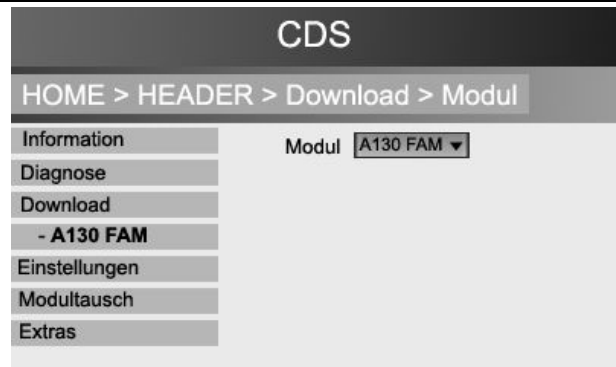 CDS
HOME > HEADER > Download > Modul
Information
Modul A130 FAM
Diagnose
Download
- A130 FAM
Einstellungen
Modultausch
Extras